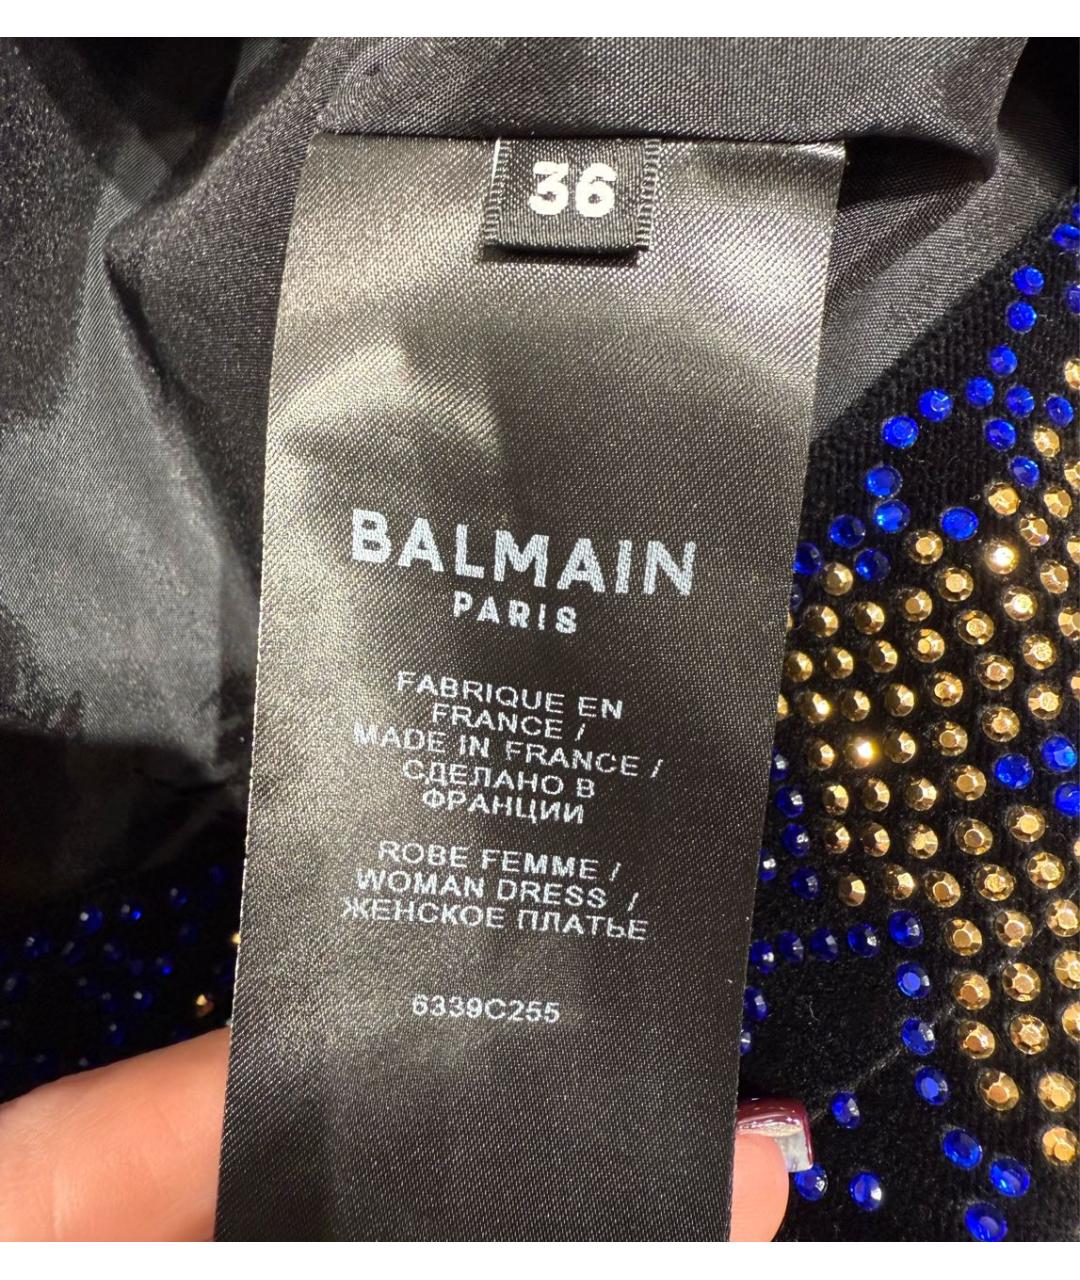 36
BALMAIN
PARIS
FABRIQUE EN
FRANCE /
MADE IN FRANCE /
СДЕЛАНО В
ФРАНЦИИ
ROBE FEMME /
WOMAN DRESS /
ЖЕНСКОЕ ПЛАТЬЕ
6339C255